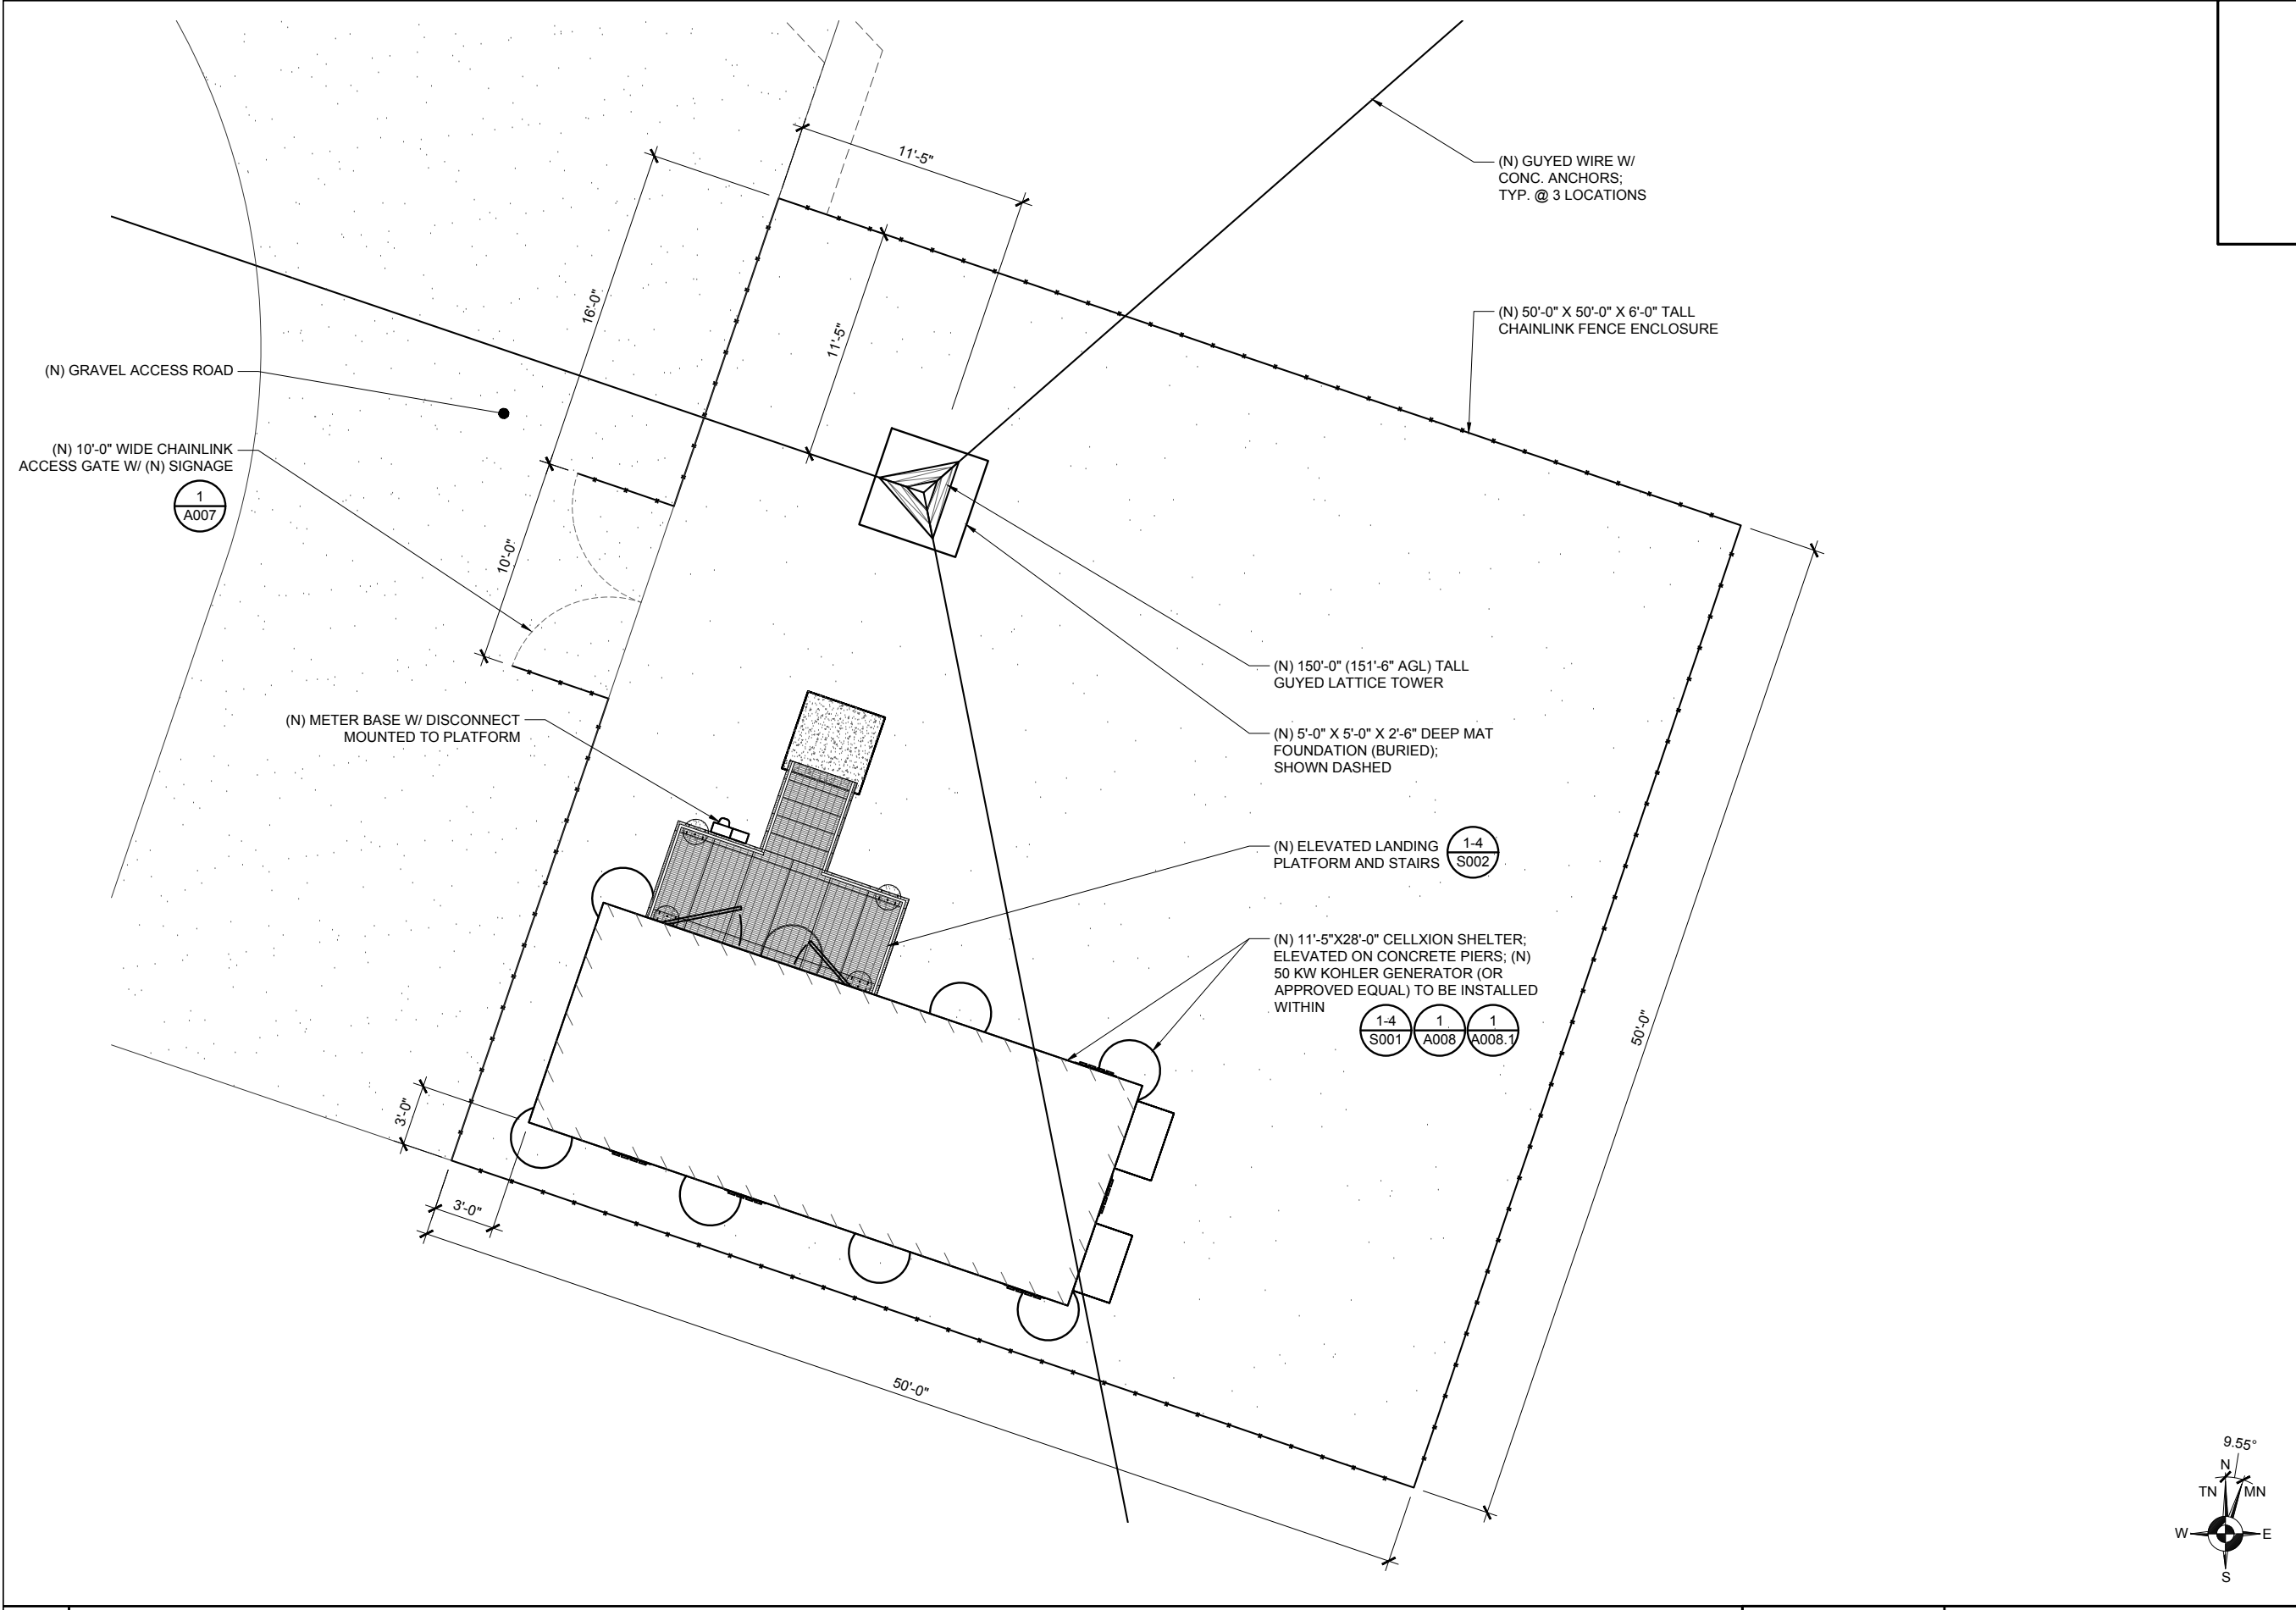 11'-5"
(N) GUYED WIRE W/
CONC. ANCHORS;
TYP. @ 3 LOCATIONS
16'-0"
11'-5"
(N) 50'-0" X 50'-0" X 6'-0" TALL
CHAINLINK FENCE ENCLOSURE
(N) GRAVEL ACCESS ROAD
(N) 10'-0" WIDE CHAINLINK
ACCESS GATE W/ (N) SIGNAGE
1
A007
10'-0"
(N) 150'-0" (151'-6" AGL) TALL
GUYED LATTICE TOWER
(N) METER BASE W/ DISCONNECT
MOUNTED TO PLATFORM
(N) 5'-0" X 5'-0" X 2'-6" DEEP MAT
FOUNDATION (BURIED);
SHOWN DASHED
(N) ELEVATED LANDING
PLATFORM AND STAIRS
1-4
S002
(N) 11'-5"X28'-0" CELLXION SHELTER;
ELEVATED ON CONCRETE PIERS; (N)
50 KW KOHLER GENERATOR (OR
APPROVED EQUAL) TO BE INSTALLED
WITHIN
1-4
S001
1
A008
1
A008.1
50'-0"
3'-0"
3'-0"
50'-0"
9.55°
N
TN
MN
W
E
S